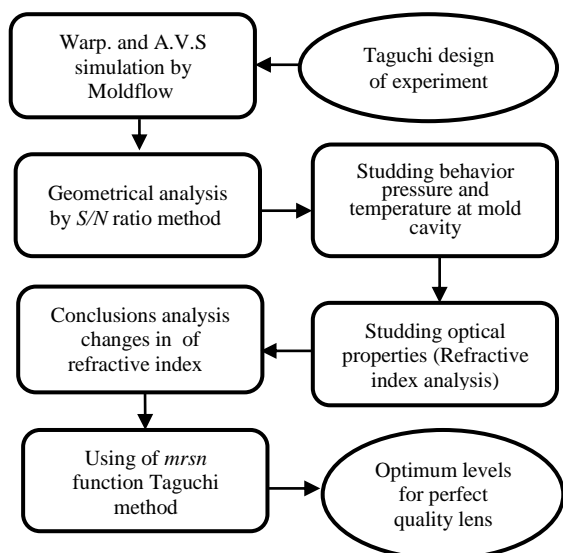 Warp. and A.V.S
simulation by
Moldflow
Taguchi design
of experiment
Geometrical analysis
by S/N ratio method
Studding behavior
pressure and
temperature at mold
cavity
Conclusions analysis
changes in of
refractive index
Studding optical
properties (Refractive
index analysis)
Using of mrsn
function Taguchi
method
Optimum levels
for perfect
quality lens